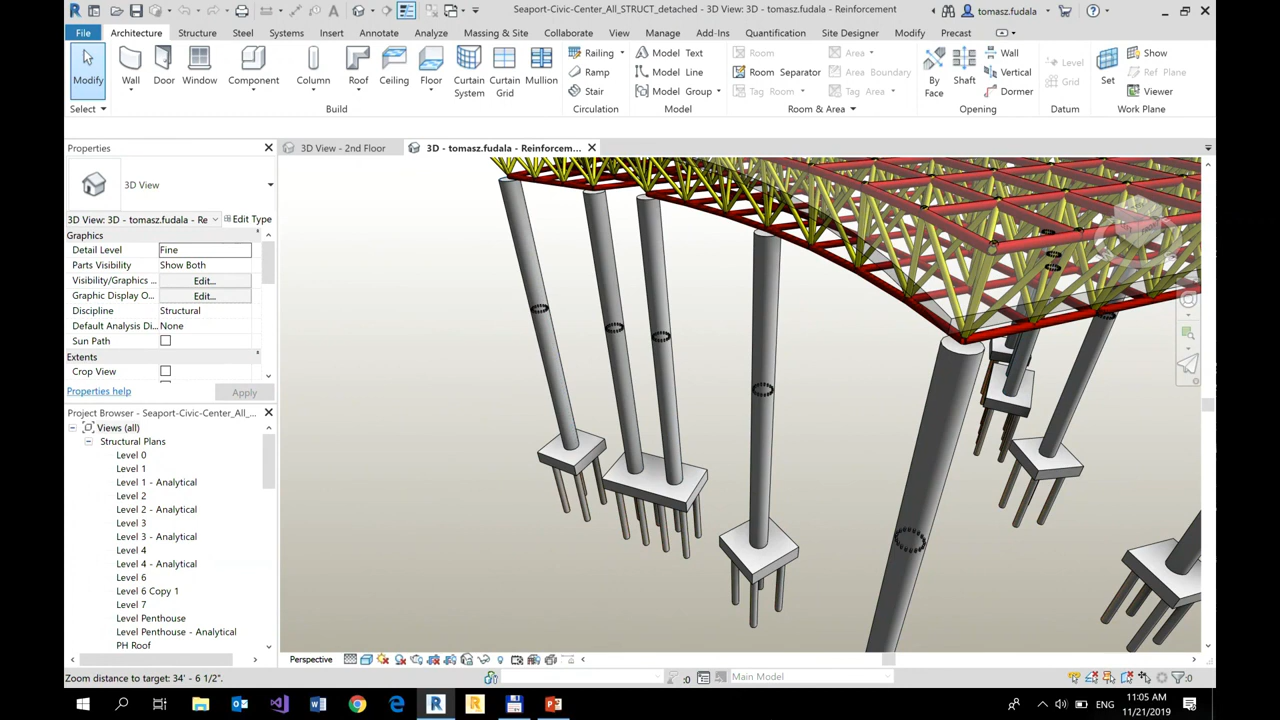 Seaport-Civic-Center_All_STRUCT_detached - 3D View: 3D - tomasz.fudala - Reinforcement
tomasz.fudala
File Architecture Structure Steel Systems Insert Annotate Analyze Massing & Site Collaborate View Manage Add-Ins Quantification Site Designer Modify Precast
Modify Wall Door Window Component Column Roof Ceiling Floor Curtain System Curtain Grid Mullion
Railing Model Text Room Area Wall Show
Ramp Model Line Room Separator Area Boundary By Face Shaft Vertical Level Set Ref Plane
Stair Model Group Tag Room Tag Area Dormer Grid Viewer
Select Build Circulation Model Room & Area Opening Datum Work Plane
Properties
3D View - 2nd Floor
3D - tomasz.fudala - Reinforcem...
3D View
3D View: 3D - tomasz.fudala - Re Edit Type
Graphics
Detail Level Fine
Parts Visibility Show Both
Visibility/Graphics ... Edit...
Graphic Display O... Edit...
Discipline Structural
Default Analysis Di... None
Sun Path
Extents
Crop View
Properties help Apply
Project Browser - Seaport-Civic-Center_All_...
Views (all)
Structural Plans
Level 0
Level 1
Level 1 - Analytical
Level 2
Level 2 - Analytical
Level 3
Level 3 - Analytical
Level 4
Level 4 - Analytical
Level 6
Level 6 Copy 1
Level 7
Level Penthouse
Level Penthouse - Analytical
PH Roof
Perspective
Zoom distance to target: 34' - 6 1/2".
:0 Main Model :0
ENG 11:05 AM
11/21/2019